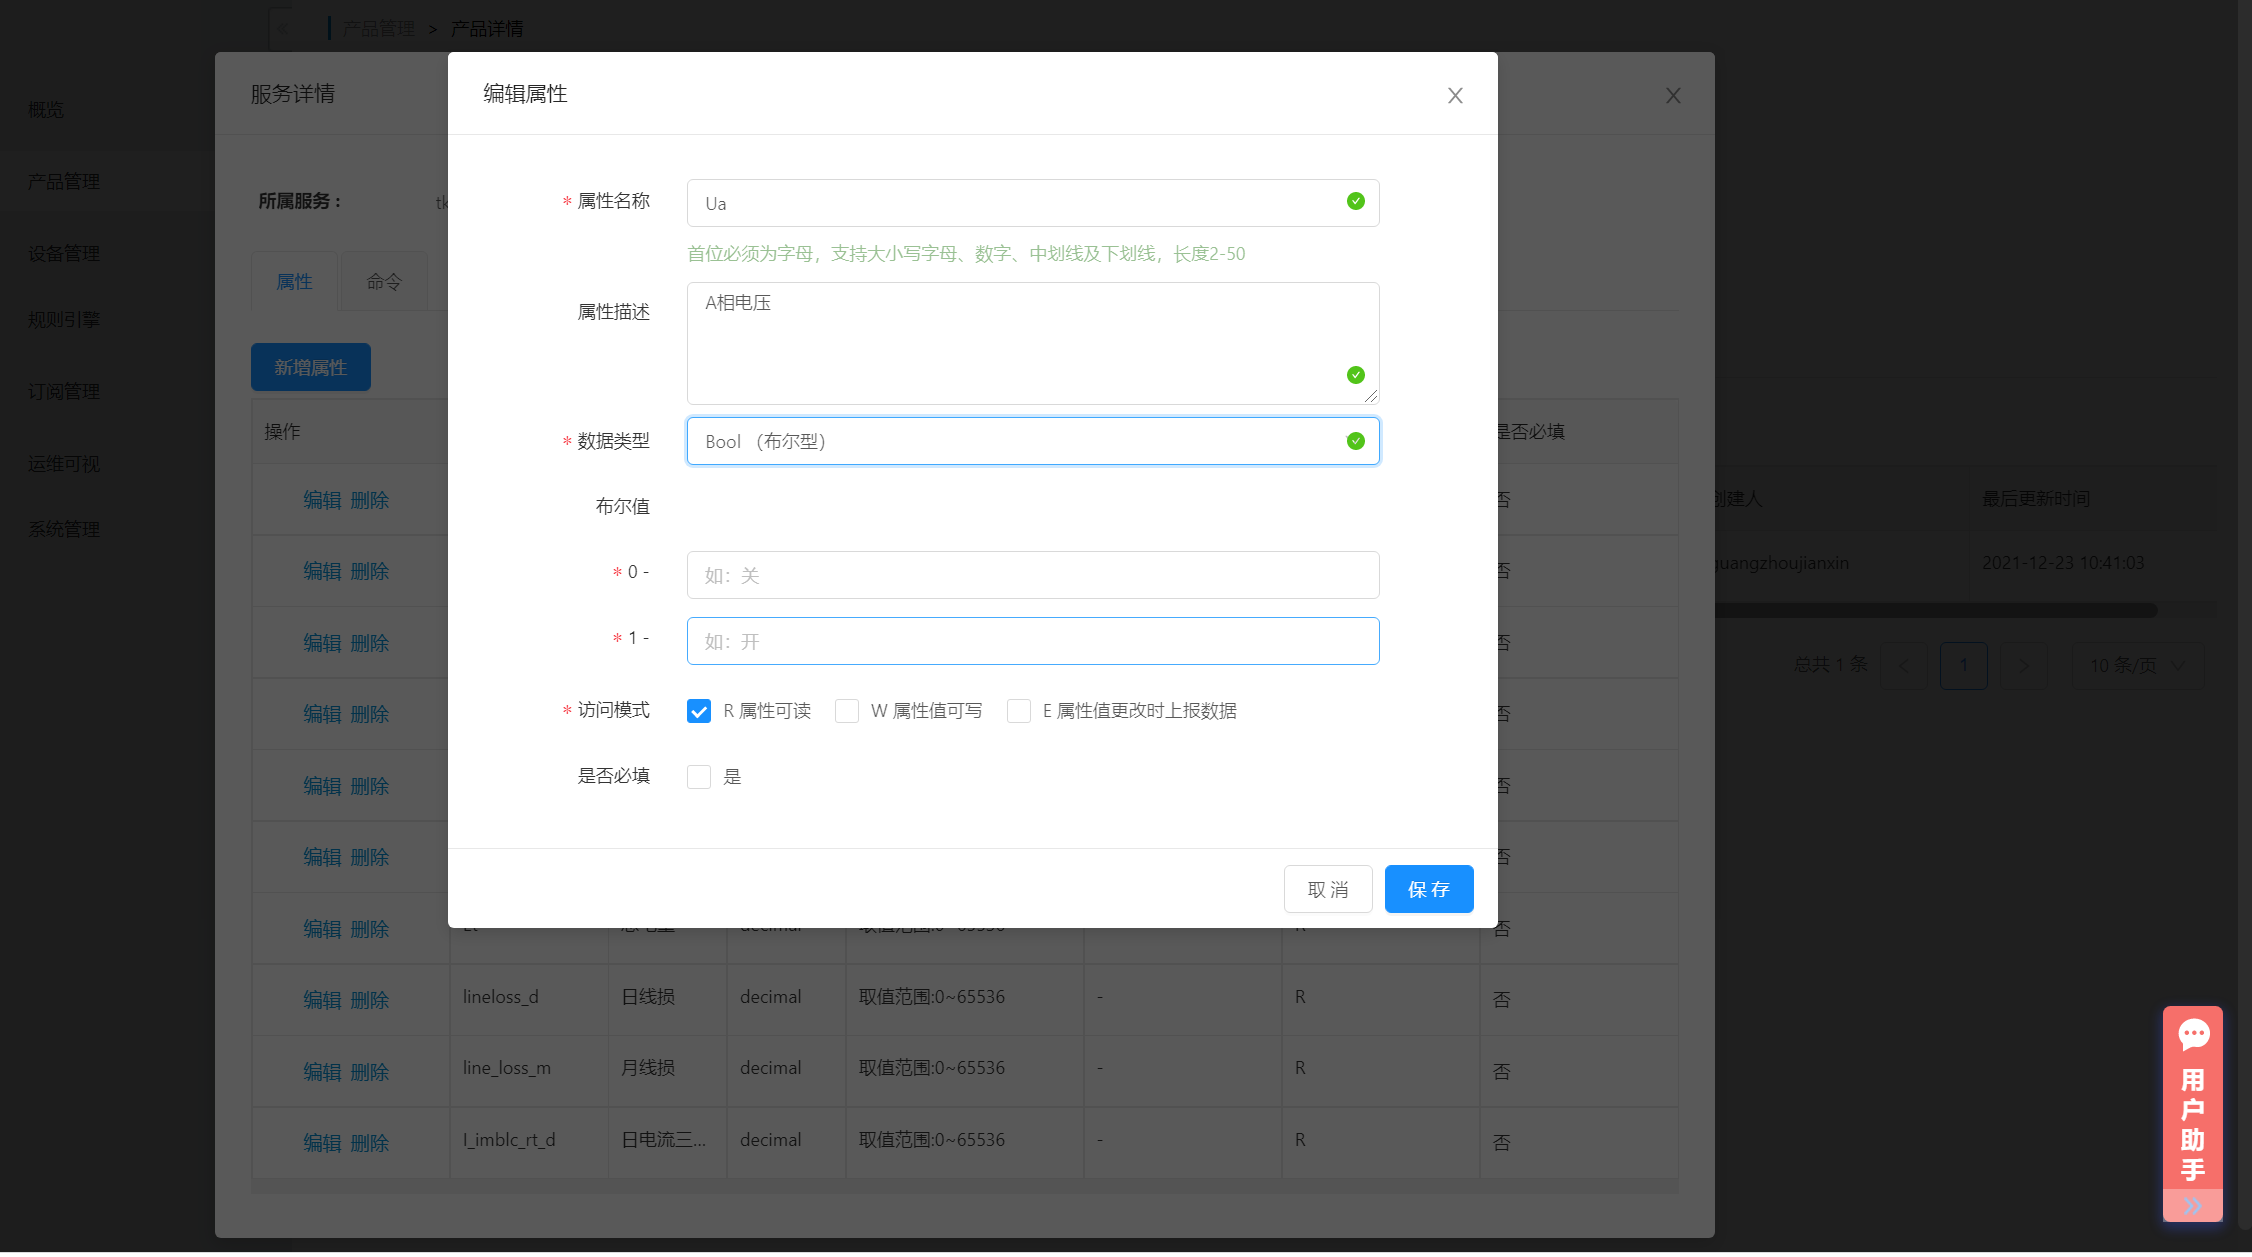 产品管理 > 产品详情
概览
产品管理
设备管理
规则引擎
订阅管理
运维可视
系统管理
服务详情
所属服务：
属性 命令
新增属性
操作
是否必填
编辑 删除
否
编辑 删除
否
编辑 删除
否
编辑 删除
否
编辑 删除
否
编辑 删除
否
编辑 删除
否
编辑 删除 lineloss_d 日线损 decimal 取值范围:0~65536 - R 否
编辑 删除 line_loss_m 月线损 decimal 取值范围:0~65536 - R 否
编辑 删除 I_imblc_rt_d 日电流三... decimal 取值范围:0~65536 - R 否
编辑属性
* 属性名称 Ua
首位必须为字母，支持大小写字母、数字、中划线及下划线，长度2-50
属性描述 A相电压
* 数据类型 Bool （布尔型）
布尔值
* 0 - 如：关
* 1 - 如：开
* 访问模式 R 属性可读 W 属性值可写 E 属性值更改时上报数据
是否必填 是
取 消 保 存
创建人 最后更新时间
guangzhoujianxin 2021-12-23 10:41:03
总共 1 条 < 1 > 10 条/页
用户助手